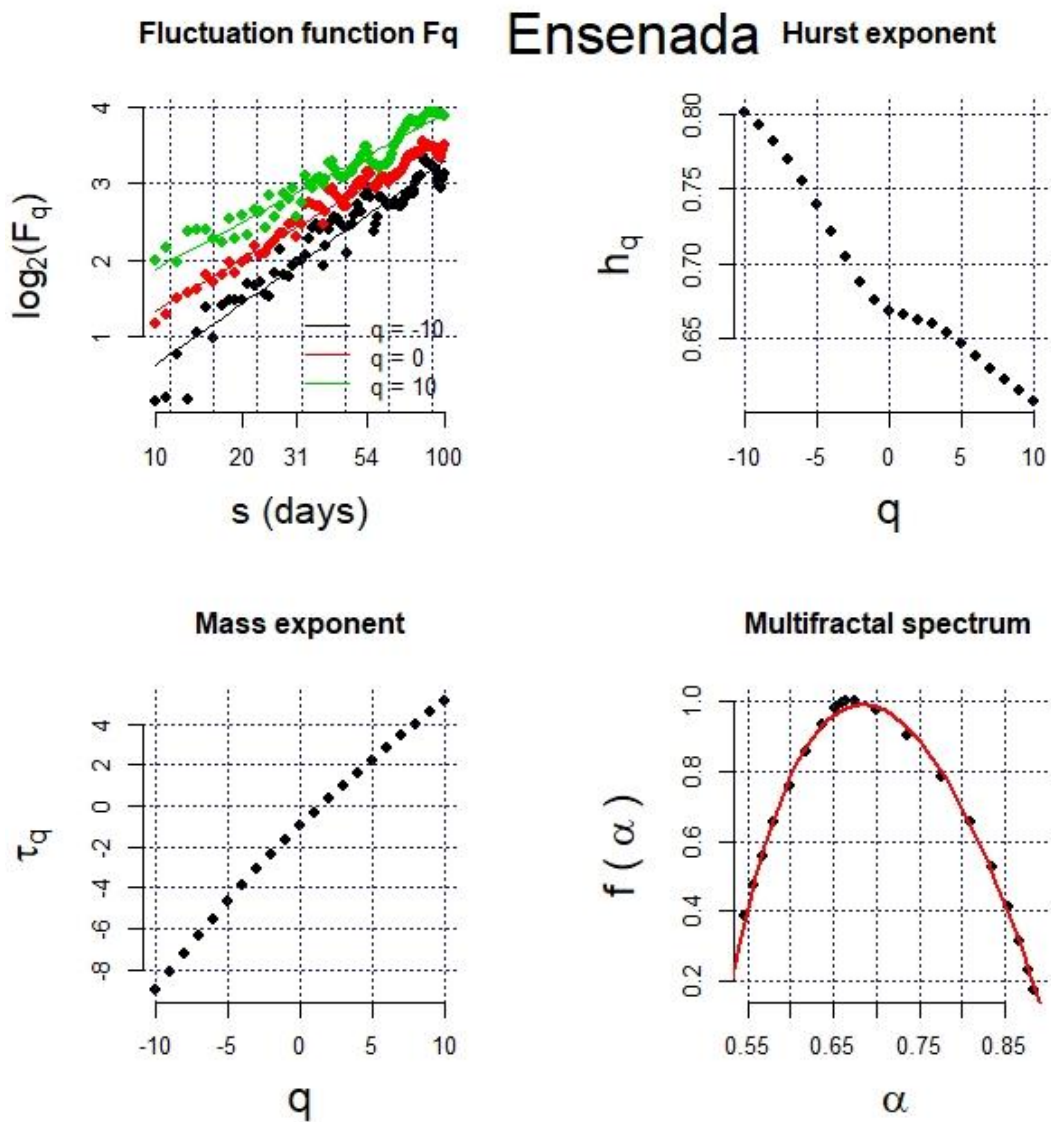 Ensenada
Fluctuation function Fq
log₂(F_q)
4
3
2
1
q = -10
q = 0
q = 10
10 20 31 54 100
s (days)
Hurst exponent
h_q
0.80
0.75
0.70
0.65
-10 -5 0 5 10
q
Mass exponent
τ_q
4
2
0
-2
-4
-6
-8
-10 -5 0 5 10
q
Multifractal spectrum
f ( α )
1.0
0.8
0.6
0.4
0.2
0.55 0.65 0.75 0.85
α